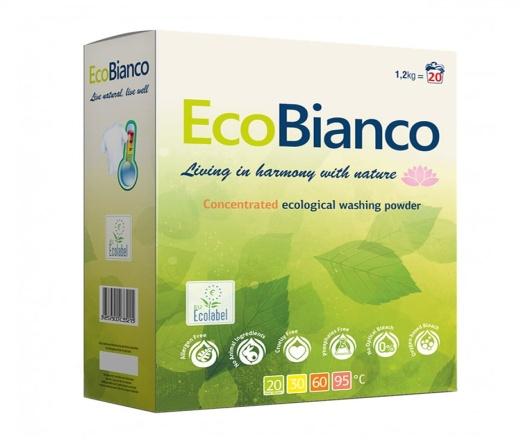 EcoBianco
Live natural, live well
Ecolabel
1,2kg = 20
EcoBianco
Living in harmony with nature
Concentrated ecological washing powder
Ecolabel
Allergen Free
No Animal Ingredients
Cruelty Free
Phosphates Free
No Optical Bleach
0%
Oxygen based Bleach
20 30 60 95 °C